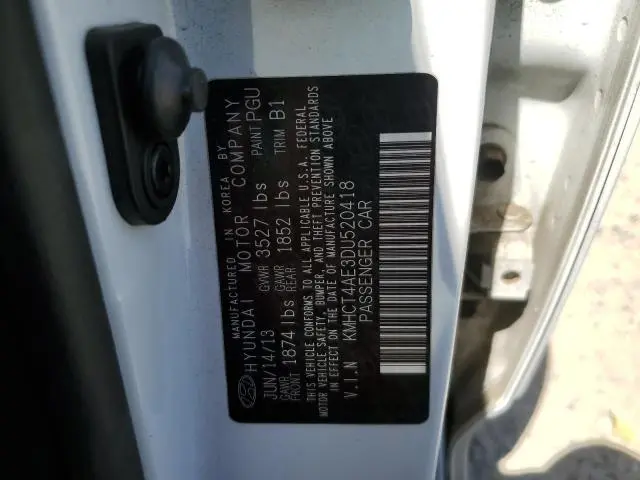 MANUFACTURED IN KOREA BY
HYUNDAI MOTOR COMPANY
JUN/14/13 GVWR 3527 lbs PAINT PGU
GAWR FRONT 1874 lbs GAWR REAR 1852 lbs TRIM B1
THIS VEHICLE CONFORMS TO ALL APPLICABLE U.S.A. FEDERAL
MOTOR VEHICLE SAFETY, BUMPER, AND THEFT PREVENTION STANDARDS
IN EFFECT ON THE DATE OF MANUFACTURE SHOWN ABOVE
V.I.N KMHCT4AE3DU520418
PASSENGER CAR